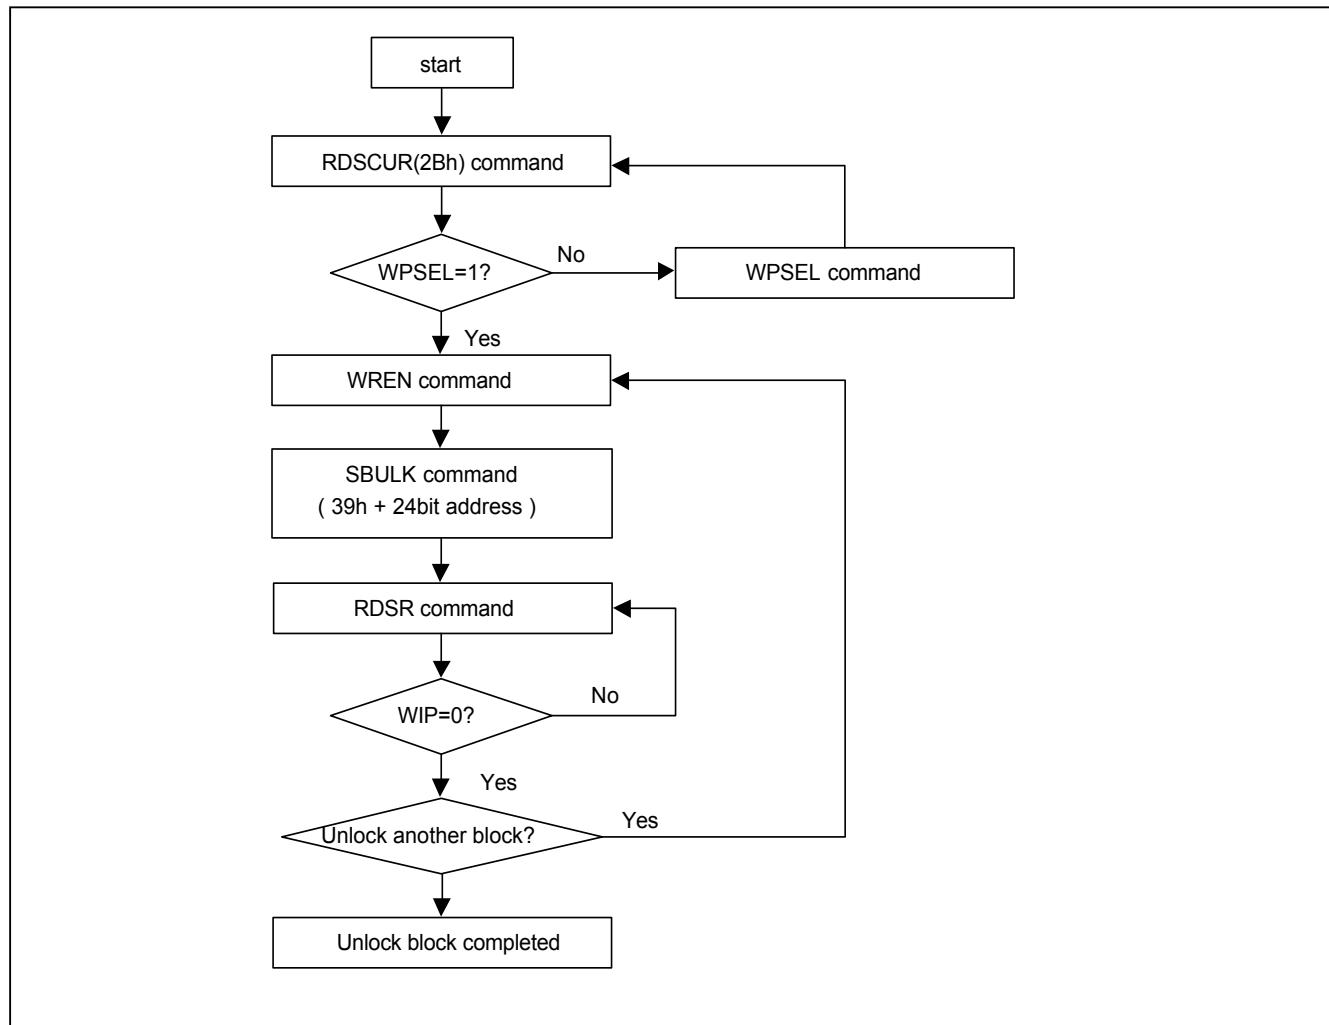 start
RDSCUR(2Bh) command
WPSEL=1?
No
WPSEL command
Yes
WREN command
SBULK command
( 39h + 24bit address )
RDSR command
WIP=0?
No
Yes
Unlock another block?
Yes
Unlock block completed